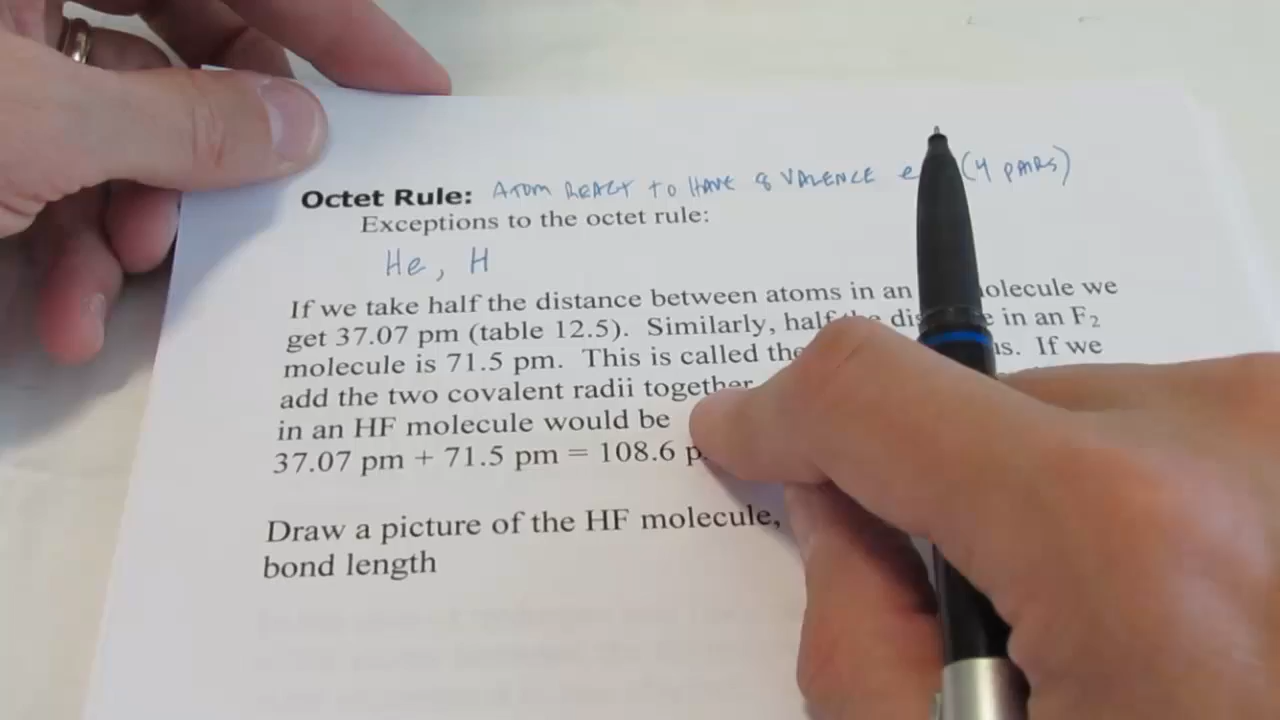 Octet Rule: ATOM REACT to HAVE 8 VALENCE e (4 PAIRS)
Exceptions to the octet rule:
He, H
If we take half the distance between atoms in an molecule we
get 37.07 pm (table 12.5). Similarly, half the in an F₂
molecule is 71.5 pm. This is called the If we
add the two covalent radii together
in an HF molecule would be
37.07 pm + 71.5 pm = 108.6 p
Draw a picture of the HF molecule,
bond length